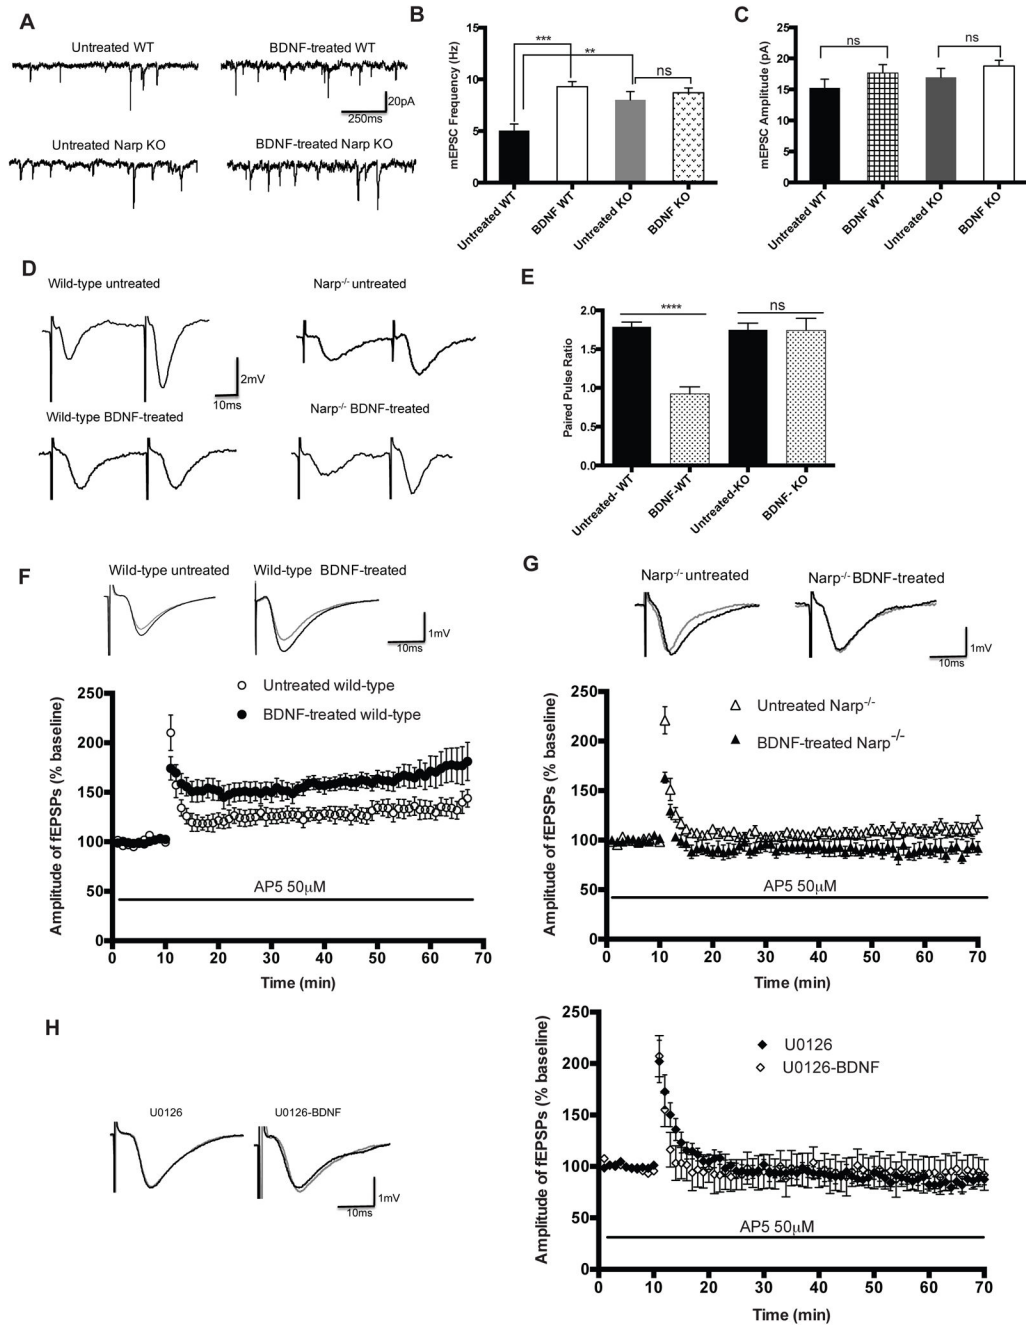 A
Untreated WT
BDNF-treated WT
20pA
250ms
Untreated Narp KO
BDNF-treated Narp KO
B
mEPSC Frequency (Hz)
15
10
5
0
***
**
ns
Untreated WT
BDNF WT
Untreated KO
BDNF KO
C
mEPSC Amplitude (pA)
25
20
15
10
5
0
ns
ns
Untreated WT
BDNF WT
Untreated KO
BDNF KO
D
Wild-type untreated
Narp-/- untreated
2mV
10ms
Wild-type BDNF-treated
Narp-/- BDNF-treated
E
Paired Pulse Ratio
2.0
1.5
1.0
0.5
0.0
****
ns
Untreated- WT
BDNF-WT
Untreated-KO
BDNF- KO
F
Wild-type untreated
Wild-type BDNF-treated
1mV
10ms
Untreated wild-type
BDNF-treated wild-type
Amplitude of fEPSPs (% baseline)
250
200
150
100
50
0
AP5 50μM
0 10 20 30 40 50 60 70
Time (min)
G
Narp-/- untreated
Narp-/- BDNF-treated
1mV
10ms
Untreated Narp-/-
BDNF-treated Narp-/-
Amplitude of fEPSPs (% baseline)
250
200
150
100
50
0
AP5 50μM
0 10 20 30 40 50 60 70
Time (min)
H
U0126
U0126-BDNF
1mV
10ms
U0126
U0126-BDNF
Amplitude of fEPSPs (% baseline)
250
200
150
100
50
0
AP5 50μM
0 10 20 30 40 50 60 70
Time (min)